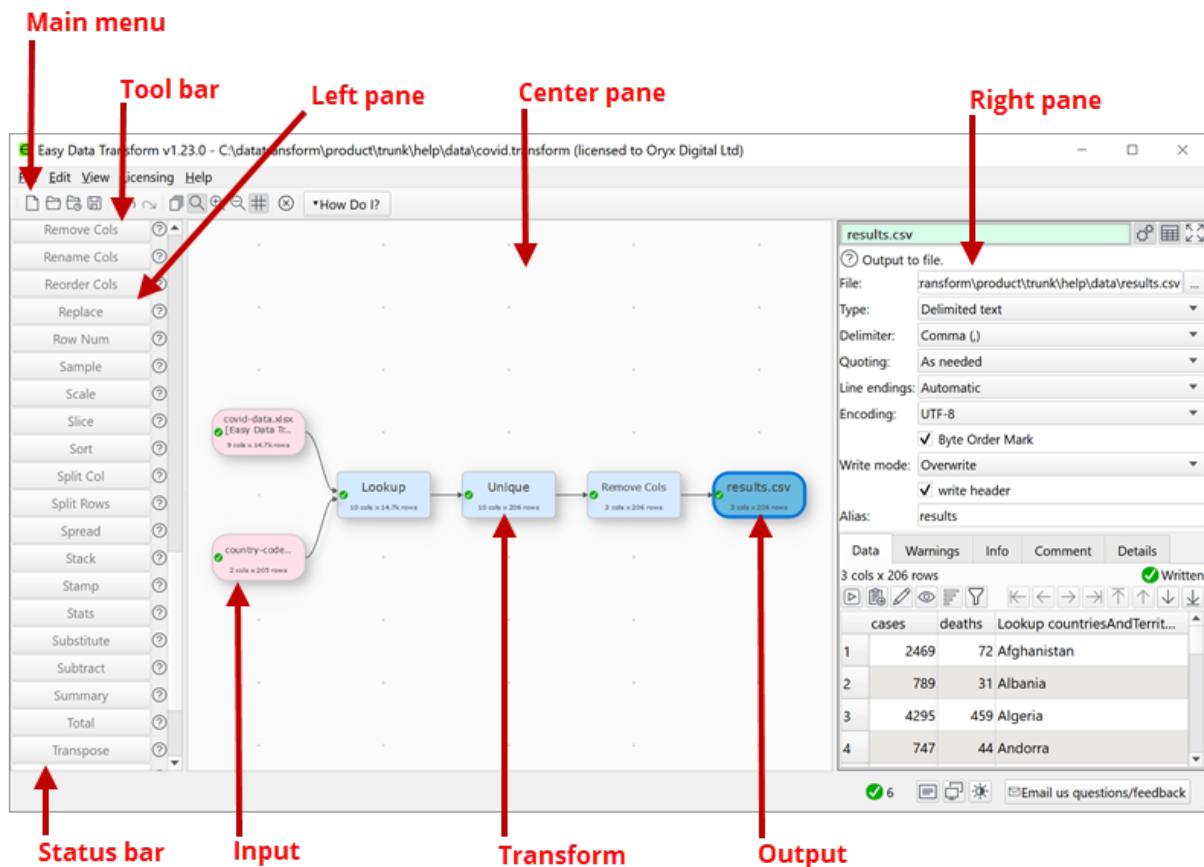 Main menu
Tool bar
Left pane
Center pane
Right pane
Easy Data Transform v1.23.0 - C:\datatransform\product\trunk\help\data\covid.transform (licensed to Oryx Digital Ltd)
Edit View Licensing Help
How Do I?
Remove Cols
Rename Cols
Reorder Cols
Replace
Row Num
Sample
Scale
Slice
Sort
Split Col
Split Rows
Spread
Stack
Stamp
Stats
Substitute
Subtract
Summary
Total
Transpose
covid-data.xlsx
[Easy Data Tr...
9 cols x 14.7k rows
country-code...
2 cols x 205 rows
Lookup
10 cols x 14.7k rows
Unique
10 cols x 206 rows
Remove Cols
3 cols x 206 rows
results.csv
3 cols x 206 rows
results.csv
Output to file.
File: :ransform\product\trunk\help\data\results.csv ...
Type: Delimited text
Delimiter: Comma (,)
Quoting: As needed
Line endings: Automatic
Encoding: UTF-8
Byte Order Mark
Write mode: Overwrite
write header
Alias: results
Data Warnings Info Comment Details
3 cols x 206 rows Written
cases deaths Lookup countriesAndTerrit...
1 2469 72 Afghanistan
2 789 31 Albania
3 4295 459 Algeria
4 747 44 Andorra
6 Email us questions/feedback
Status bar
Input
Transform
Output